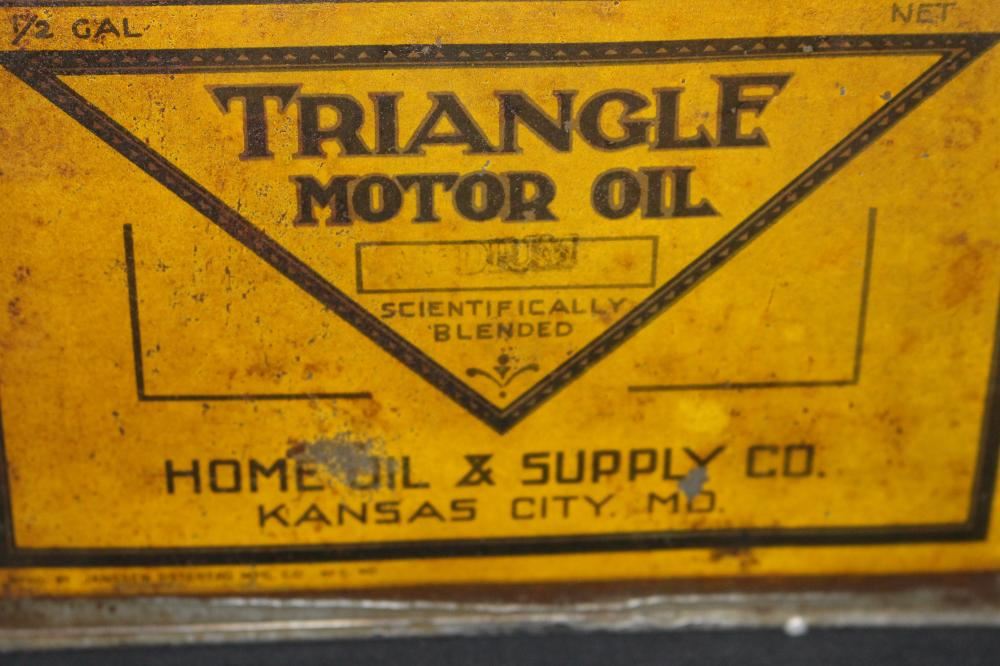 1/2 GAL
NET
TRIANGLE
MOTOR OIL
SCIENTIFICALLY
BLENDED
HOME OIL & SUPPLY CO.
KANSAS CITY. MO.